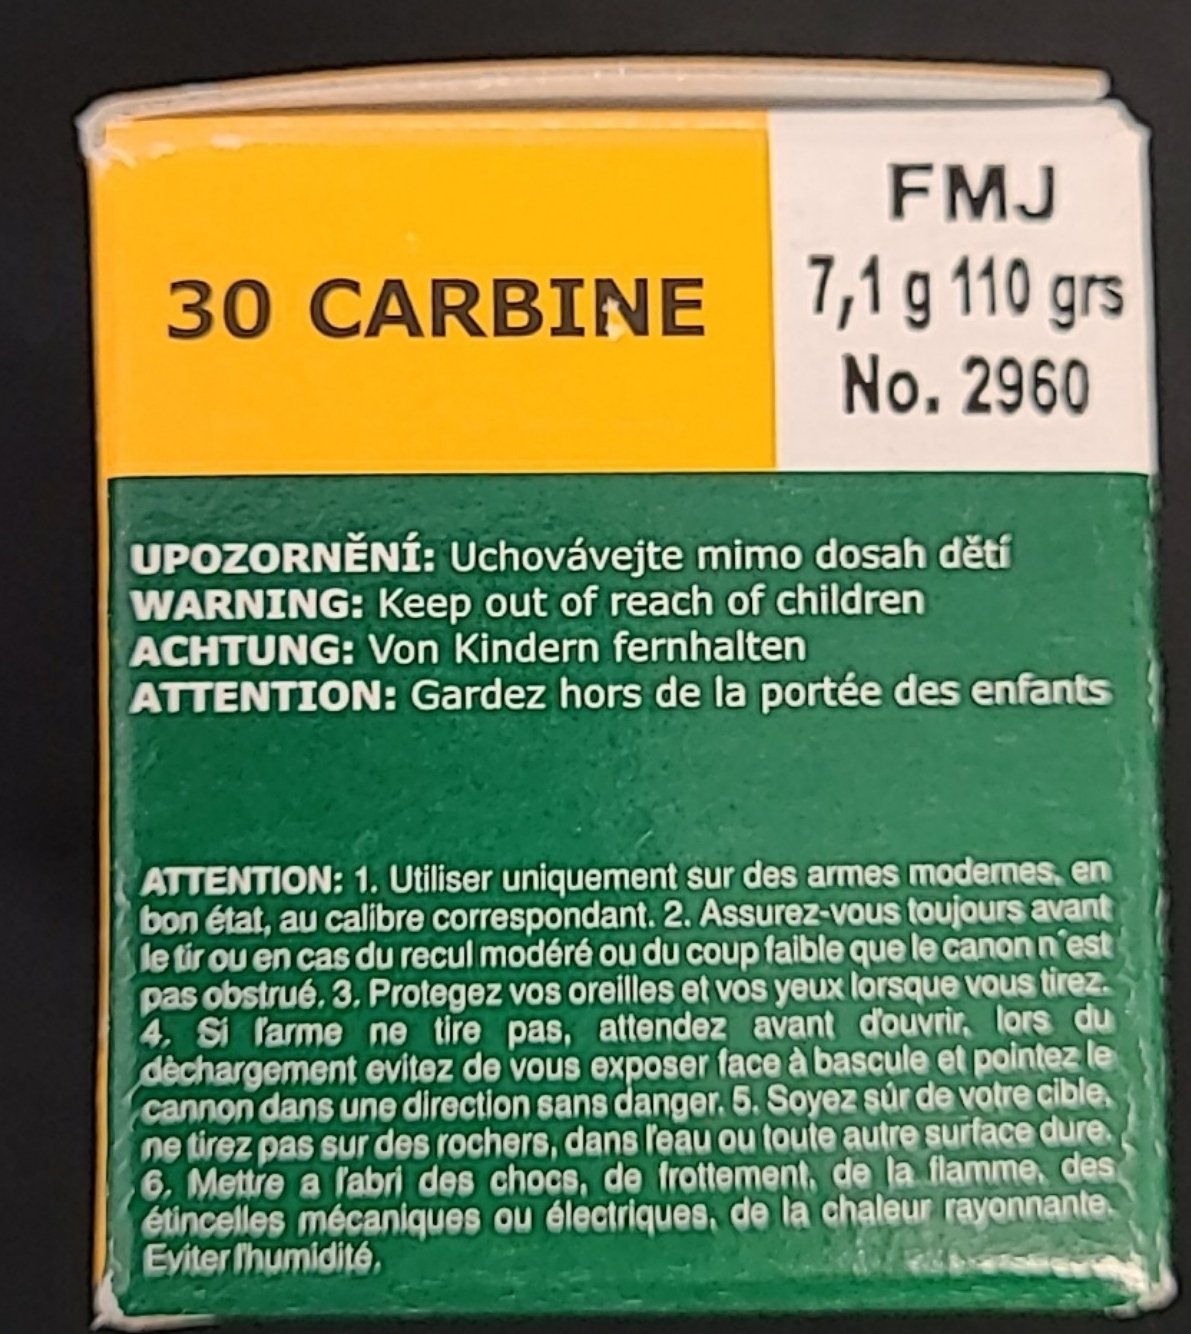 30 CARBINE
FMJ
7,1 g 110 grs
No. 2960
UPOZORNĚNÍ: Uchovávejte mimo dosah dětí
WARNING: Keep out of reach of children
ACHTUNG: Von Kindern fernhalten
ATTENTION: Gardez hors de la portée des enfants
ATTENTION: 1. Utiliser uniquement sur des armes modernes, en
bon état, au calibre correspondant. 2. Assurez-vous toujours avant
le tir ou en cas du recul modéré ou du coup faible que le canon n´est
pas obstrué. 3. Protegez vos oreilles et vos yeux lorsque vous tirez.
4. Si l'arme ne tire pas, attendez avant d'ouvrir, lors du
dèchargement evitez de vous exposer face à bascule et pointez le
cannon dans une direction sans danger. 5. Soyez sûr de votre cible,
ne tirez pas sur des rochers, dans l'eau ou toute autre surface dure.
6. Mettre a l'abri des chocs, de frottement, de la flamme, des
étincelles mécaniques ou électriques, de la chaleur rayonnante.
Eviter l'humidité.